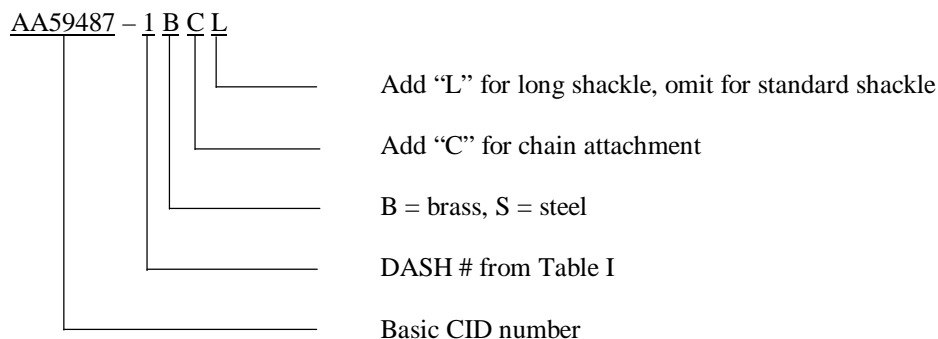 AA59487 – 1 B C L
Add “L” for long shackle, omit for standard shackle
Add “C” for chain attachment
B = brass, S = steel
DASH # from Table I
Basic CID number